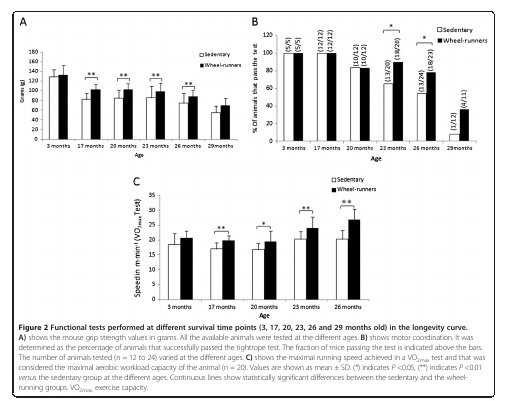 A
Sedentary
Wheel-runners
Grams (g)
180
160
140
120
100
80
60
40
20
0
**
**
**
**
3 months
17 months
20 months
23 months
26 months
29months
Age
B
Sedentary
Wheel-runners
% Of animals that pass the test
120
100
80
60
40
20
0
(5/5)
(5/5)
(12/12)
(12/12)
(10/12)
(10/12)
(13/20)
(18/20)
*
(13/24)
(18/23)
*
(1/12)
(4/11)
3 months
17 months
20 months
23 months
26 months
29months
Age
C
Sedentary
Wheel-runners
Speed in m·min⁻¹ (VO2max Test)
35
30
25
20
15
10
5
0
**
*
**
**
3 months
17 months
20 months
23 months
26 months
Age
Figure 2 Functional tests performed at different survival time points (3, 17, 20, 23, 26 and 29 months old) in the longevity curve.
A) shows the mouse grip strength values in grams. All the available animals were tested at the different ages. B) shows motor coordination. It was
determined as the percentage of animals that successfully passed the tightrope test. The fraction of mice passing the test is indicated above the bars.
The number of animals tested (n = 12 to 24) varied at the different ages. C) shows the maximal running speed achieved in a VO2max test and that was
considered the maximal aerobic workload capacity of the animal (n = 20). Values are shown as mean ± SD. (*) indicates P <0.05, (**) indicates P <0.01
versus the sedentary group at the different ages. Continuous lines show statistically significant differences between the sedentary and the wheel-
running groups. VO2max, exercise capacity.